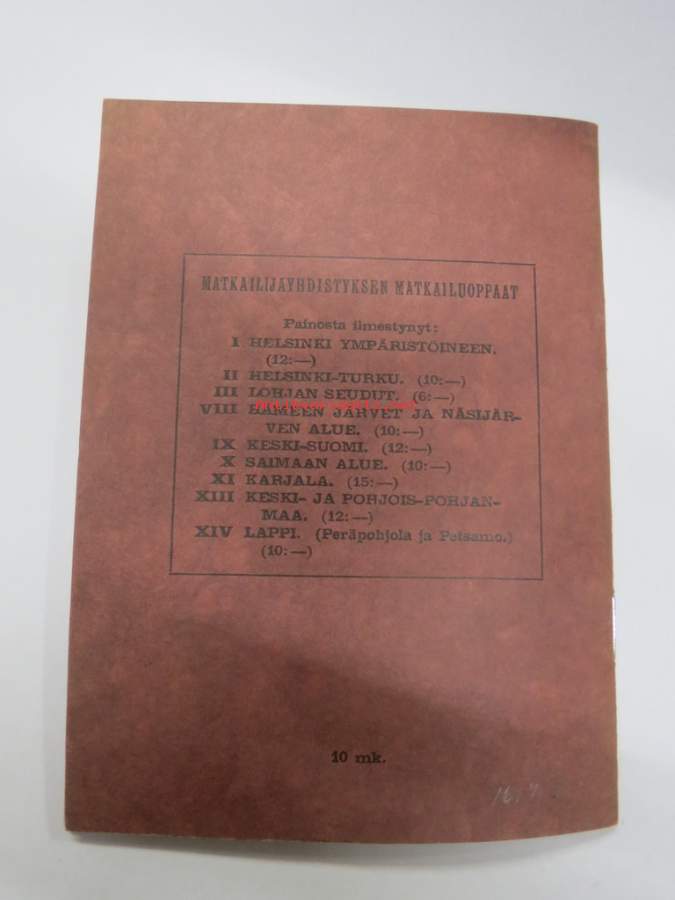 MATKAILIJAYHDISTYKSEN MATKAILUOPPAAT
Painosta ilmestynyt:
I HELSINKI YMPÄRISTÖINEEN.
(12:—)
II HELSINKI-TURKU. (10:—)
III LOHJAN SEUDUT. (6:—)
VIII HÄMEEN JÄRVET JA NÄSIJÄR-
VEN ALUE. (10:—)
IX KESKI-SUOMI. (12:—)
X SAIMAAN ALUE. (10:—)
XI KARJALA. (15:—)
XIII KESKI- JA POHJOIS-POHJAN-
MAA. (12:—)
XIV LAPPI. (Peräpohjola ja Petsamo.)
(10:—)
10 mk.